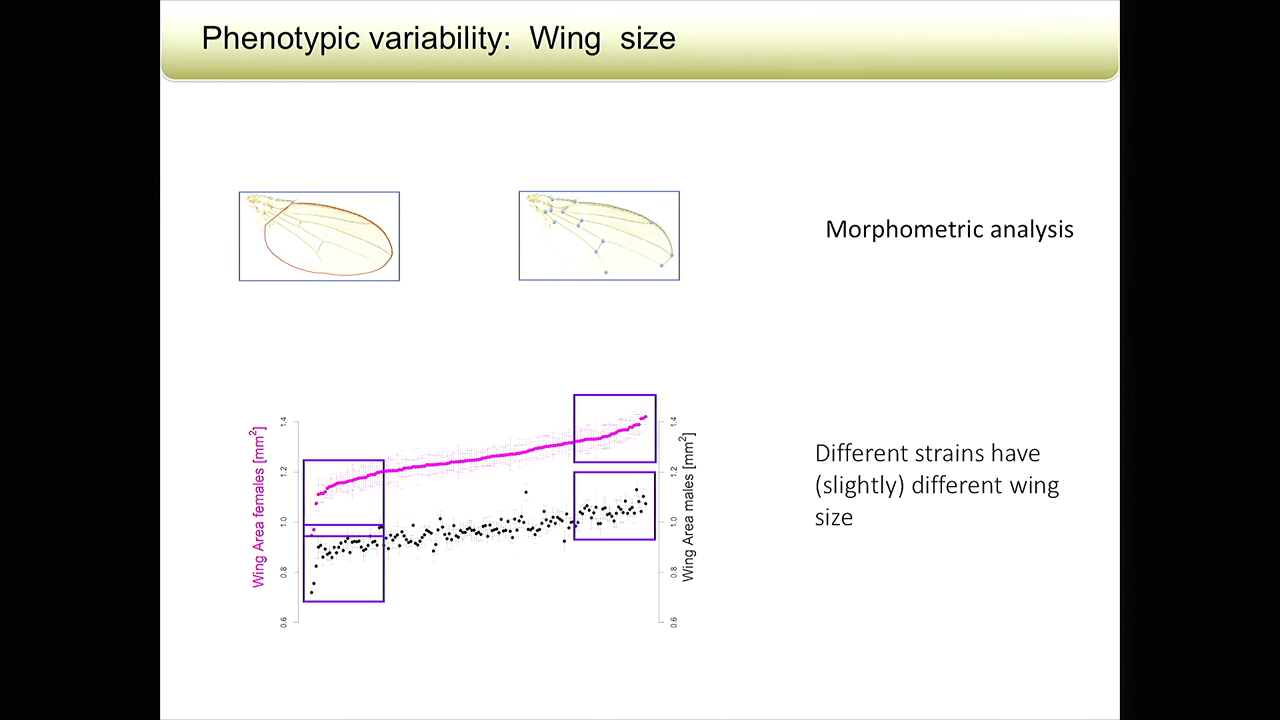 Phenotypic variability: Wing size
Morphometric analysis
Wing Area females [mm²]
1.4
1.2
1.0
0.8
0.6
1.4
1.2
1.0
0.8
0.6
Wing Area males [mm²]
Different strains have
(slightly) different wing
size